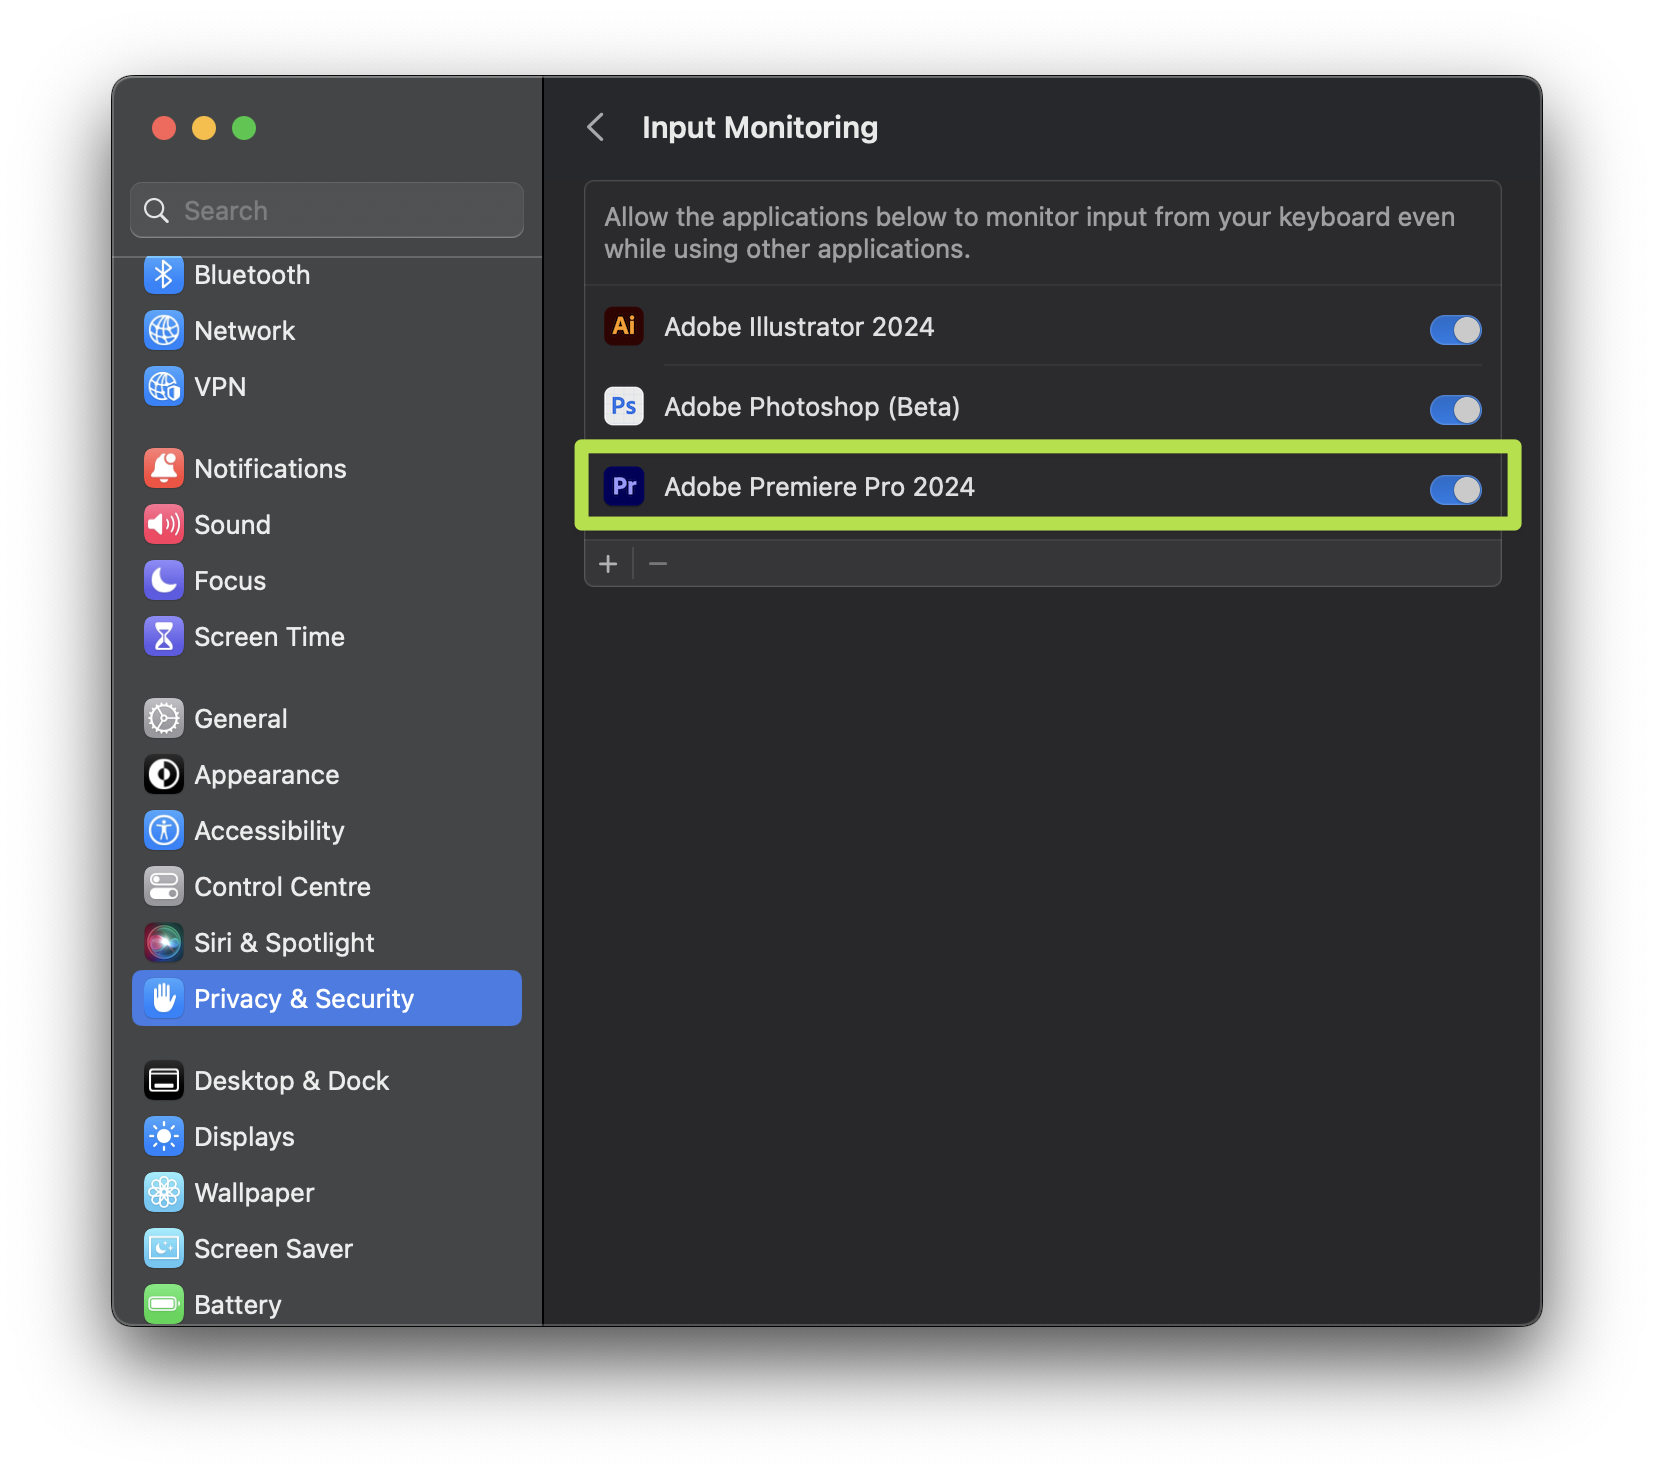 Search
Bluetooth
Network
VPN
Notifications
Sound
Focus
Screen Time
General
Appearance
Accessibility
Control Centre
Siri & Spotlight
Privacy & Security
Desktop & Dock
Displays
Wallpaper
Screen Saver
Battery
Input Monitoring
Allow the applications below to monitor input from your keyboard even
while using other applications.
Ai Adobe Illustrator 2024
Ps Adobe Photoshop (Beta)
Pr Adobe Premiere Pro 2024